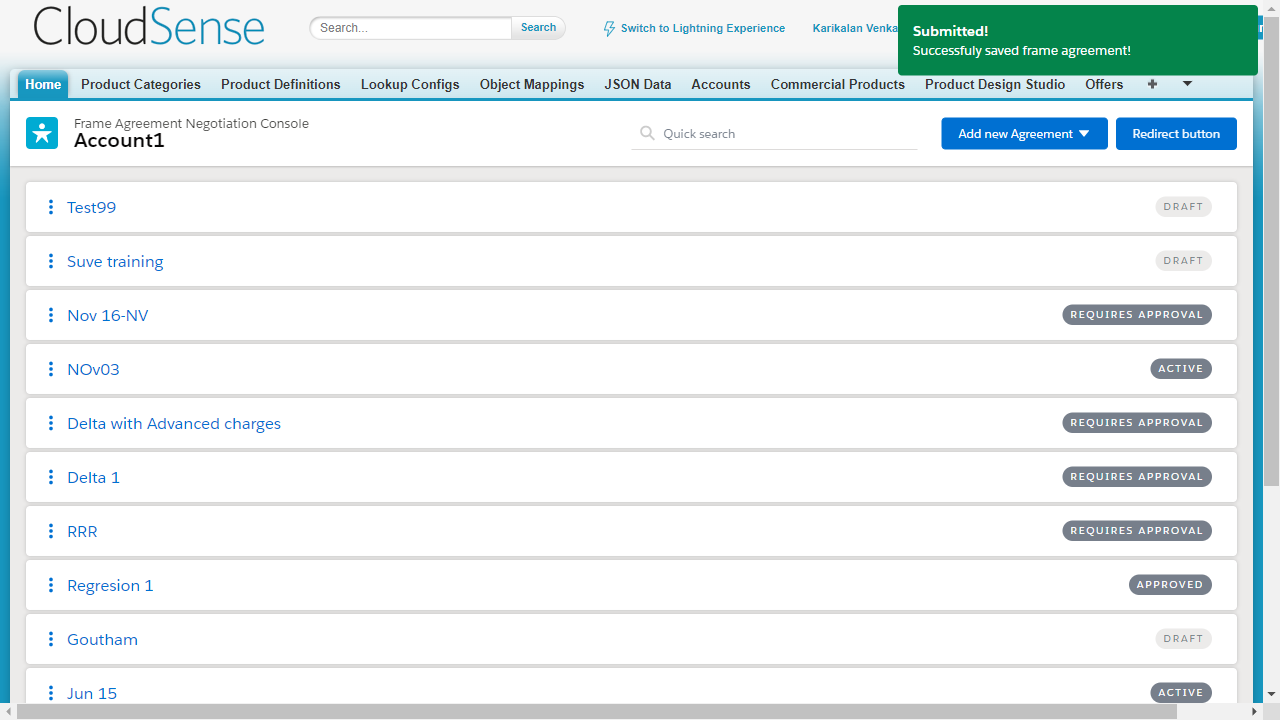 CloudSense
Search...
Search
Switch to Lightning Experience
Karikalan Venka
Submitted!
Successfuly saved frame agreement!
Home
Product Categories
Product Definitions
Lookup Configs
Object Mappings
JSON Data
Accounts
Commercial Products
Product Design Studio
Offers
+
Frame Agreement Negotiation Console
Account1
Quick search
Add new Agreement
Redirect button
Test99
DRAFT
Suve training
DRAFT
Nov 16-NV
REQUIRES APPROVAL
NOv03
ACTIVE
Delta with Advanced charges
REQUIRES APPROVAL
Delta 1
REQUIRES APPROVAL
RRR
REQUIRES APPROVAL
Regresion 1
APPROVED
Goutham
DRAFT
Jun 15
ACTIVE